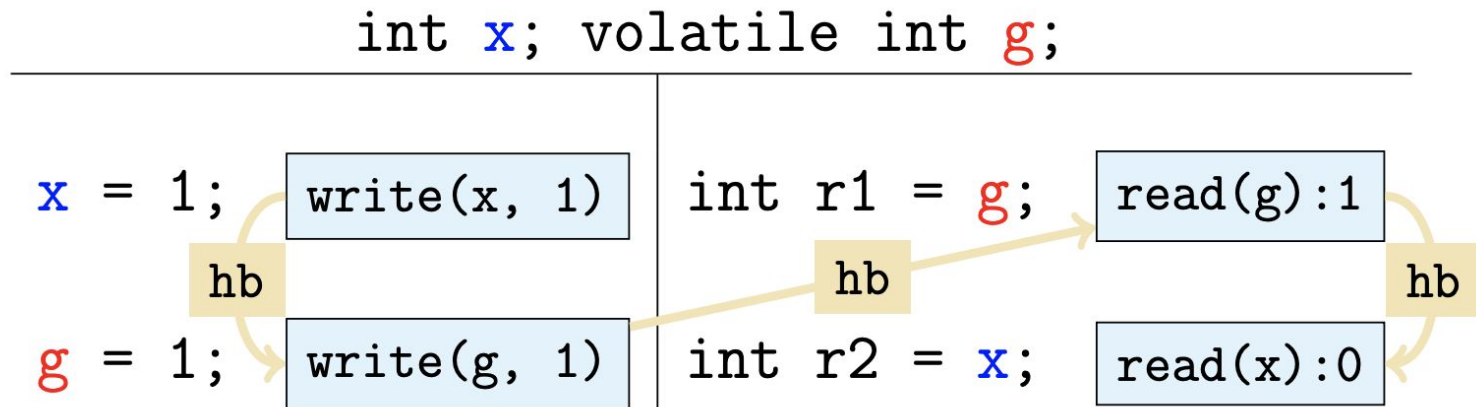 int x; volatile int g;
x = 1; write(x, 1) int r1 = g; read(g):1
hb hb hb
g = 1; write(g, 1) int r2 = x; read(x):0